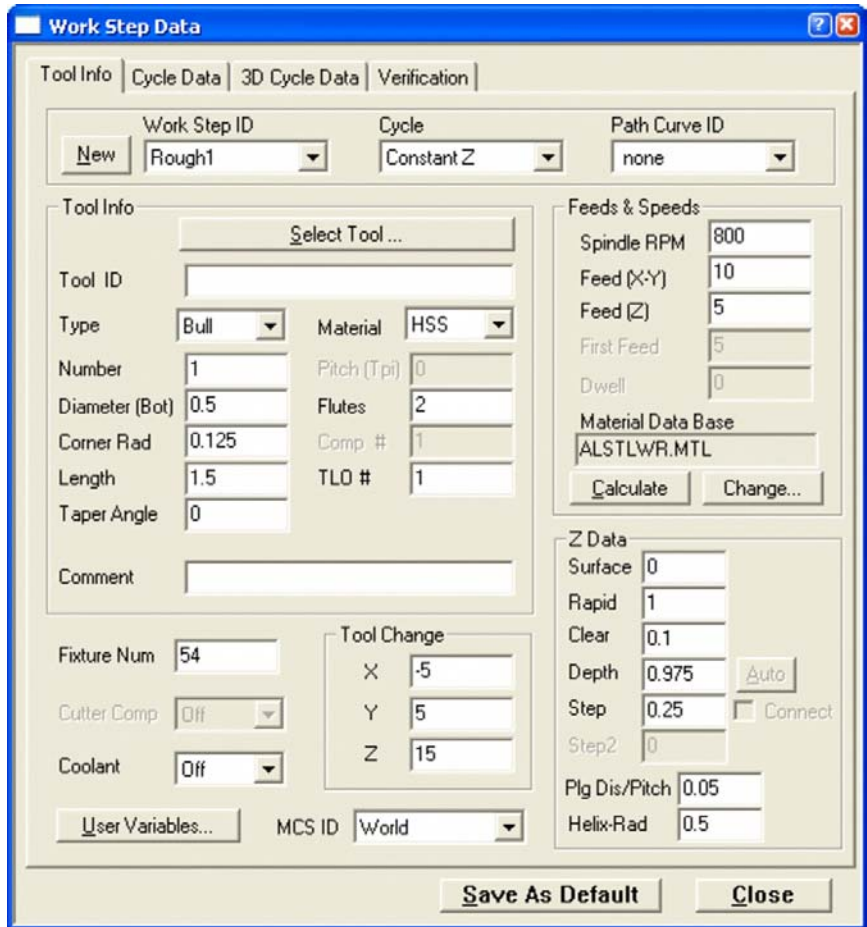 Work Step Data
Tool Info Cycle Data 3D Cycle Data Verification
Work Step ID Cycle Path Curve ID
New Rough1 Constant Z none
Tool Info
Select Tool ...
Tool ID
Type Bull Material HSS
Number 1 Pitch (Tpi) 0
Diameter (Bot) 0.5 Flutes 2
Corner Rad 0.125 Comp # 1
Length 1.5 TLO # 1
Taper Angle 0
Comment
Feeds & Speeds
Spindle RPM 800
Feed (X-Y) 10
Feed (Z) 5
First Feed 5
Dwell 0
Material Data Base
ALSTLWR.MTL
Calculate Change...
Fixture Num 54
Cutter Comp Off
Coolant Off
Tool Change
X -5
Y 5
Z 15
User Variables... MCS ID World
Z Data
Surface 0
Rapid 1
Clear 0.1
Depth 0.975 Auto
Step 0.25 Connect
Step2 0
Plg Dis/Pitch 0.05
Helix-Rad 0.5
Save As Default Close